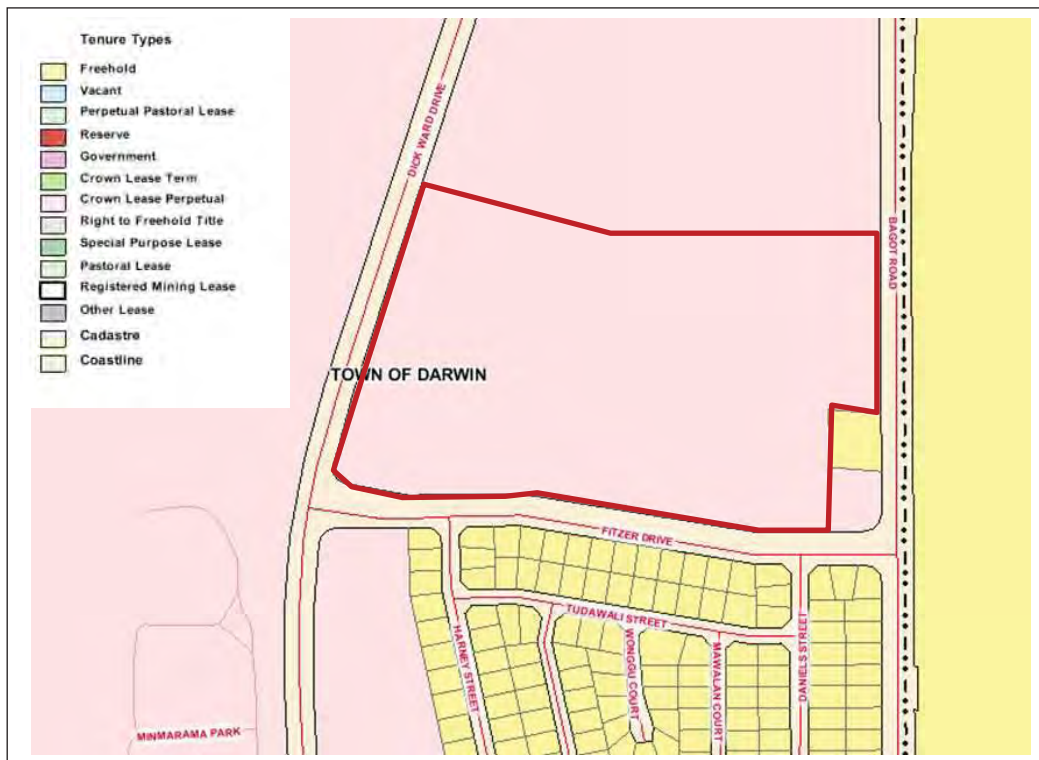 Tenure Types
Freehold
Vacant
Perpetual Pastoral Lease
Reserve
Government
Crown Lease Term
Crown Lease Perpetual
Right to Freehold Title
Special Purpose Lease
Pastoral Lease
Registered Mining Lease
Other Lease
Cadastre
Coastline
DICK WARD DRIVE
BAGOT ROAD
TOWN OF DARWIN
FITZER DRIVE
TUDAWALI STREET
HARNEY STREET
WONGGU COURT
MAWALAN COURT
DANIELS STREET
MINMARAMA PARK